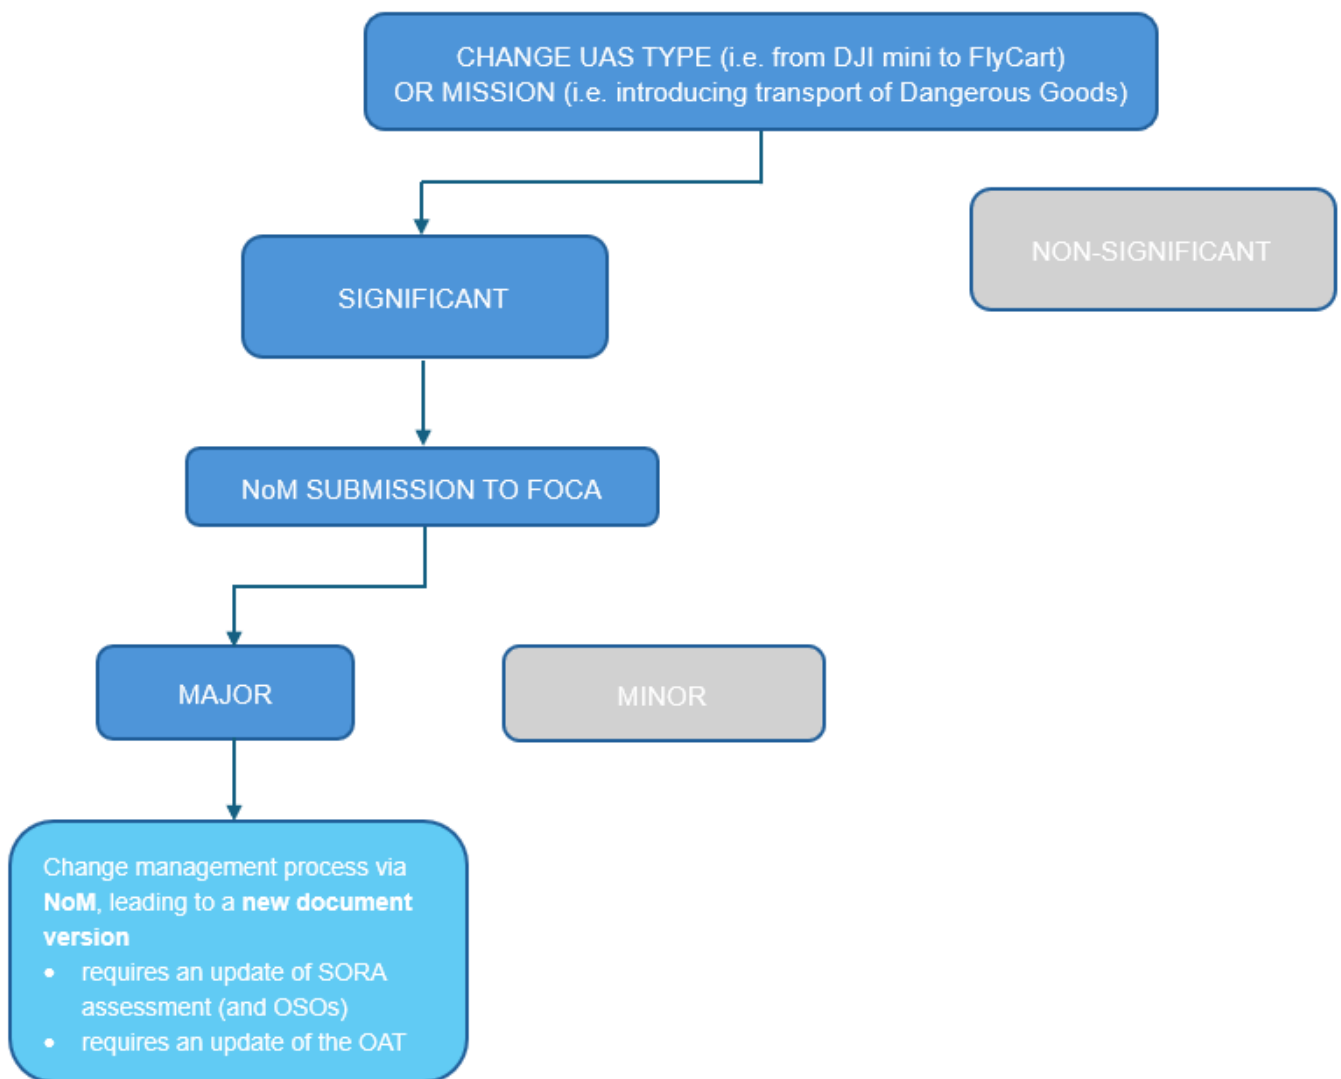 CHANGE UAS TYPE (i.e. from DJI mini to FlyCart)
OR MISSION (i.e. introducing transport of Dangerous Goods)
NON-SIGNIFICANT
SIGNIFICANT
NoM SUBMISSION TO FOCA
MAJOR
MINOR
Change management process via
NoM, leading to a new document
version
• requires an update of SORA
assessment (and OSOs)
• requires an update of the OAT